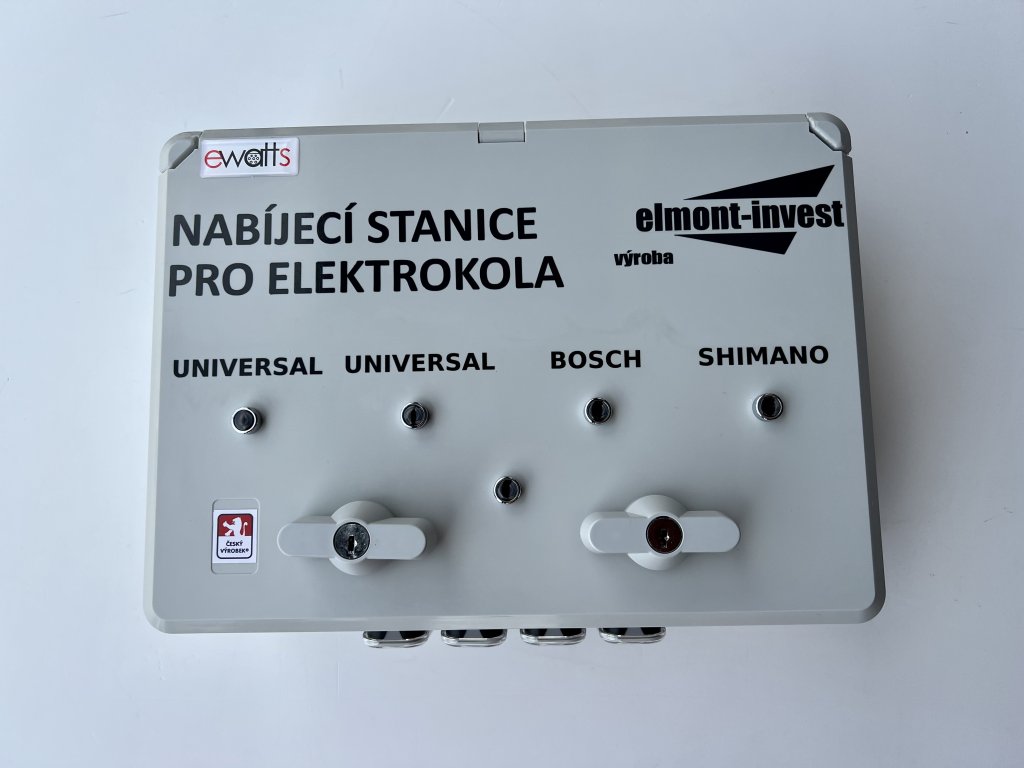 ewatts
NABÍJECÍ STANICE
PRO ELEKTROKOLA
elmont-invest
výroba
UNIVERSAL UNIVERSAL BOSCH SHIMANO
ČESKÝ
VÝROBEK®